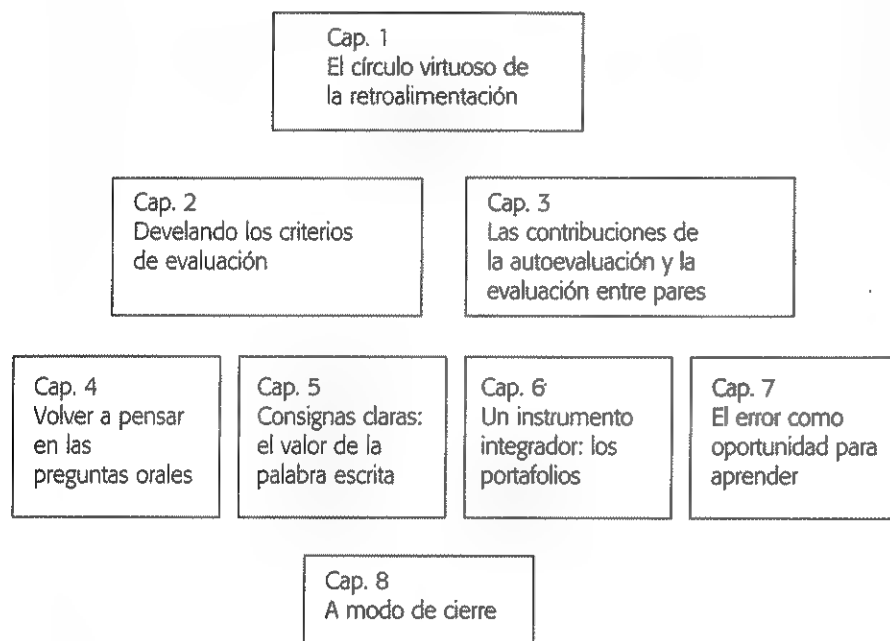 Cap. 1
El círculo virtuoso de
la retroalimentación
Cap. 2
Develando los criterios
de evaluación
Cap. 3
Las contribuciones de
la autoevaluación y la
evaluación entre pares
Cap. 4
Volver a pensar
en las
preguntas orales
Cap. 5
Consignas claras:
el valor de la
palabra escrita
Cap. 6
Un instrumento
integrador: los
portafolios
Cap. 7
El error como
oportunidad para
aprender
Cap. 8
A modo de cierre